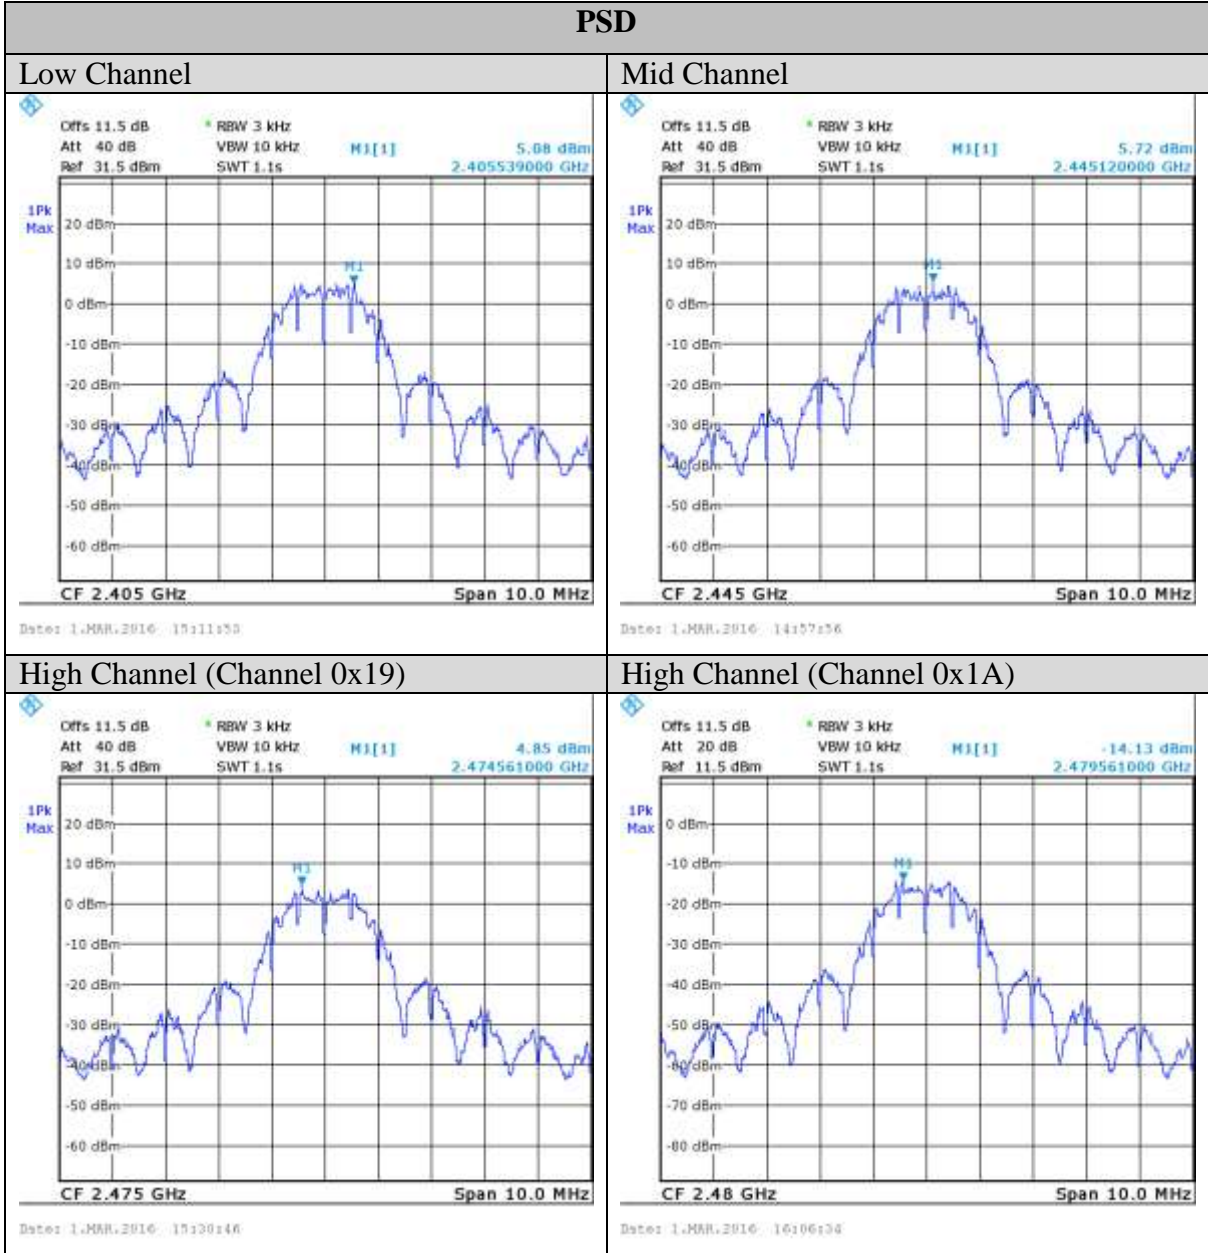 PSD
Low Channel
Mid Channel
Offs 11.5 dB * RBW 3 kHz
Att 40 dB VBW 10 kHz M1[1] 5.08 dBm
Ref 31.5 dBm SWT 1.1s 2.405539000 GHz
1Pk
Max
20 dBm
10 dBm
M1
0 dBm
-10 dBm
-20 dBm
-30 dBm
-40 dBm
-50 dBm
-60 dBm
CF 2.405 GHz Span 10.0 MHz
Date: 1.MAR.2016 15:11:53
Offs 11.5 dB * RBW 3 kHz
Att 40 dB VBW 10 kHz M1[1] 5.72 dBm
Ref 31.5 dBm SWT 1.1s 2.445120000 GHz
1Pk
Max
20 dBm
10 dBm
M1
0 dBm
-10 dBm
-20 dBm
-30 dBm
-40 dBm
-50 dBm
-60 dBm
CF 2.445 GHz Span 10.0 MHz
Date: 1.MAR.2016 14:57:56
High Channel (Channel 0x19)
High Channel (Channel 0x1A)
Offs 11.5 dB * RBW 3 kHz
Att 40 dB VBW 10 kHz M1[1] 4.85 dBm
Ref 31.5 dBm SWT 1.1s 2.474561000 GHz
1Pk
Max
20 dBm
10 dBm
M1
0 dBm
-10 dBm
-20 dBm
-30 dBm
-40 dBm
-50 dBm
-60 dBm
CF 2.475 GHz Span 10.0 MHz
Date: 1.MAR.2016 15:30:46
Offs 11.5 dB * RBW 3 kHz
Att 20 dB VBW 10 kHz M1[1] -14.13 dBm
Ref 11.5 dBm SWT 1.1s 2.479561000 GHz
1Pk
Max
0 dBm
-10 dBm
M1
-20 dBm
-30 dBm
-40 dBm
-50 dBm
-60 dBm
-70 dBm
-80 dBm
CF 2.48 GHz Span 10.0 MHz
Date: 1.MAR.2016 16:06:34